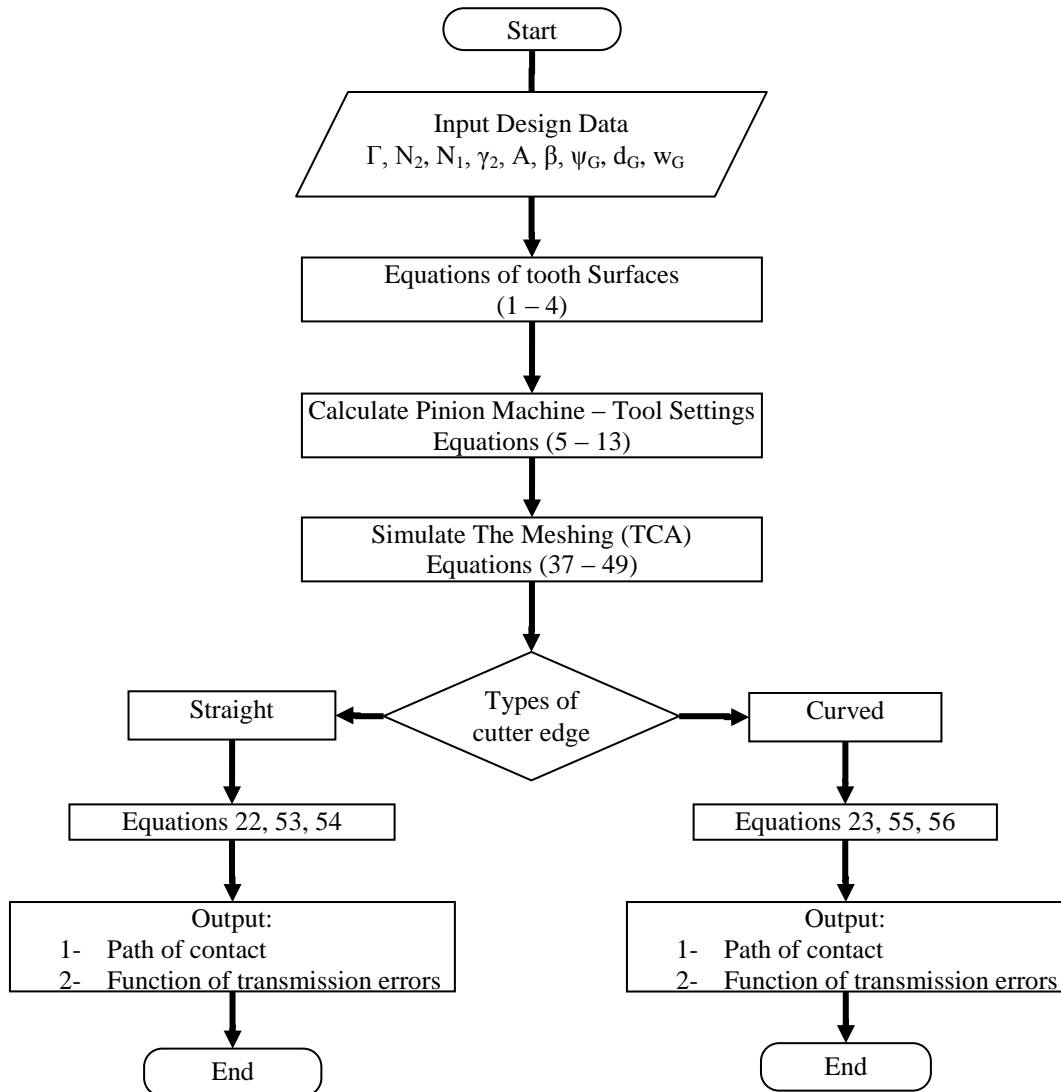 Start
Input Design Data
Γ, N₂, N₁, γ₂, A, β, ψ_G, d_G, w_G
Equations of tooth Surfaces
(1 – 4)
Calculate Pinion Machine – Tool Settings
Equations (5 – 13)
Simulate The Meshing (TCA)
Equations (37 – 49)
Types of
cutter edge
Straight
Equations 22, 53, 54
Output:
1- Path of contact
2- Function of transmission errors
End
Curved
Equations 23, 55, 56
Output:
1- Path of contact
2- Function of transmission errors
End